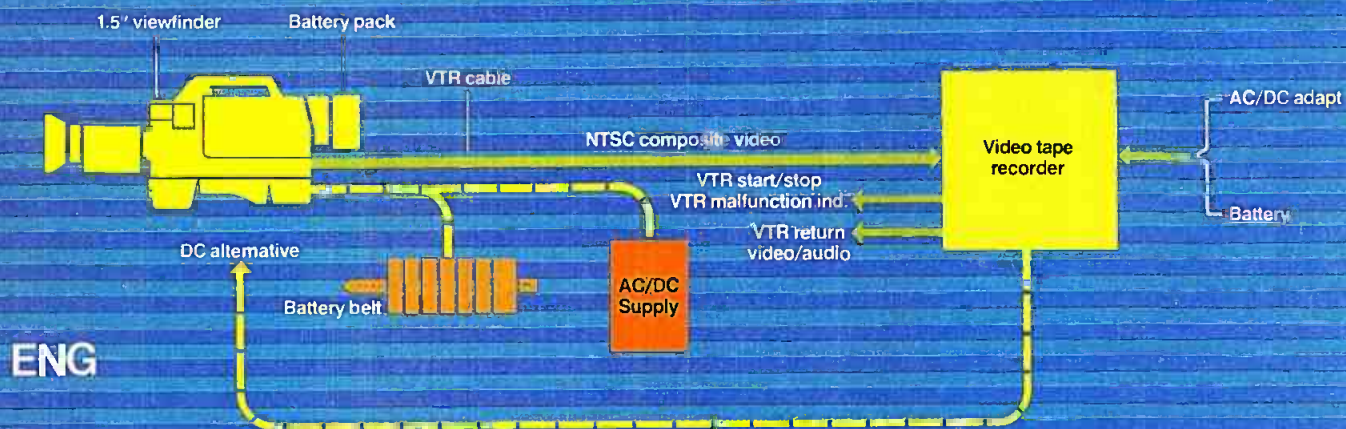 1.5' viewfinder
Battery pack
VTR cable
AC/DC adapt
NTSC composite video
Video tape
recorder
VTR start/stop
VTR malfunction ind.
Battery
VTR return
video/audio
DC alternative
AC/DC
Supply
Battery belt
ENG